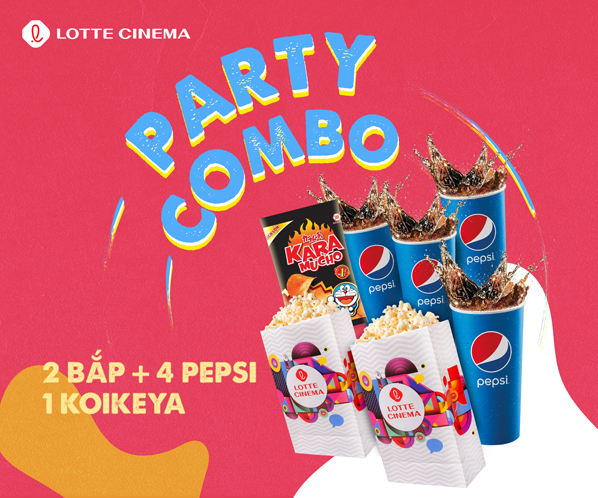 LOTTE CINEMA
PARTY
COMBO
KARA
MUCHO
pepsi
pepsi
pepsi
pepsi
2 BẮP + 4 PEPSI
1 KOIKEYA
LOTTE
CINEMA
LOTTE
CINEMA